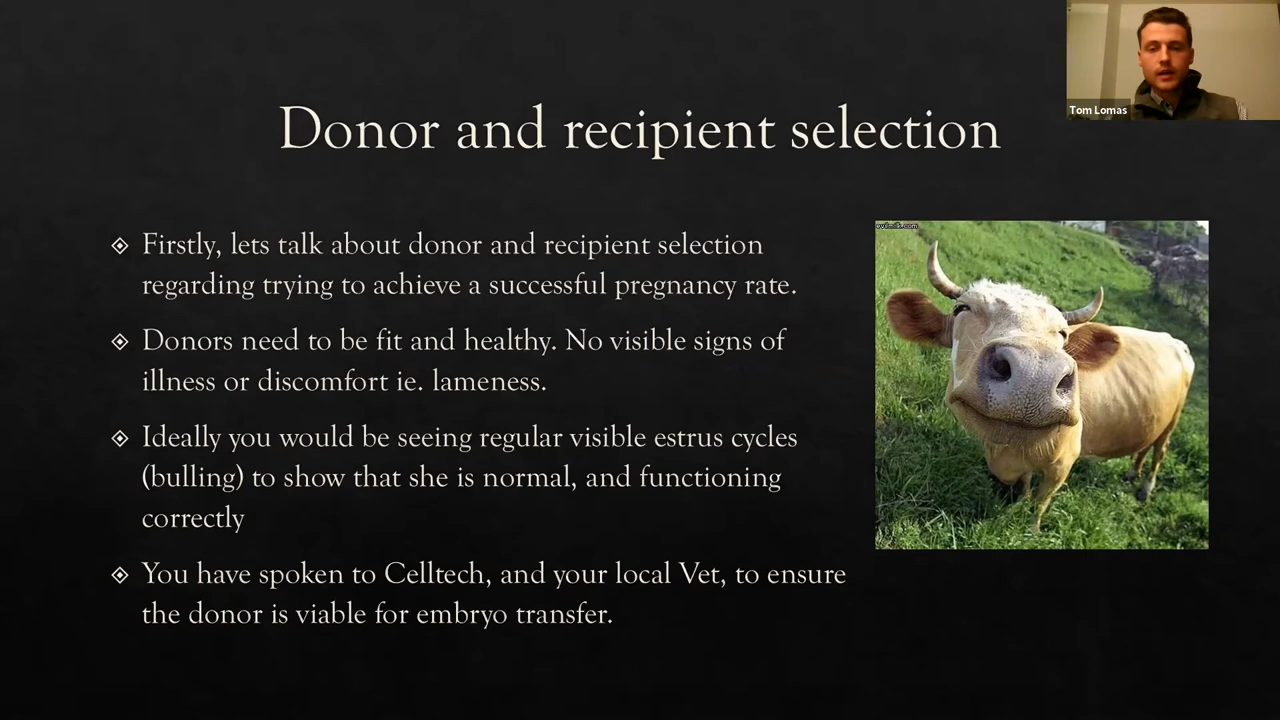 Tom Lomas
Donor and recipient selection
Firstly, lets talk about donor and recipient selection
regarding trying to achieve a successful pregnancy rate.
Donors need to be fit and healthy. No visible signs of
illness or discomfort ie. lameness.
Ideally you would be seeing regular visible estrus cycles
(bulling) to show that she is normal, and functioning
correctly
You have spoken to Celltech, and your local Vet, to ensure
the donor is viable for embryo transfer.
evilmilk.com